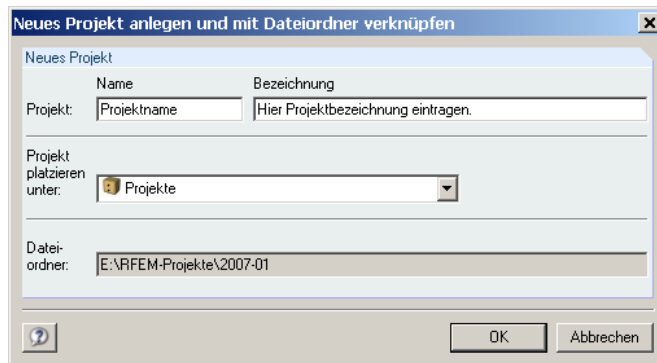 Neues Projekt anlegen und mit Dateiordner verknüpfen
Neues Projekt
Name Bezeichnung
Projekt: Projektname Hier Projektbezeichnung eintragen.
Projekt
platzieren
unter: Projekte
Datei-
ordner: E:\RFEM-Projekte\2007-01
OK Abbrechen